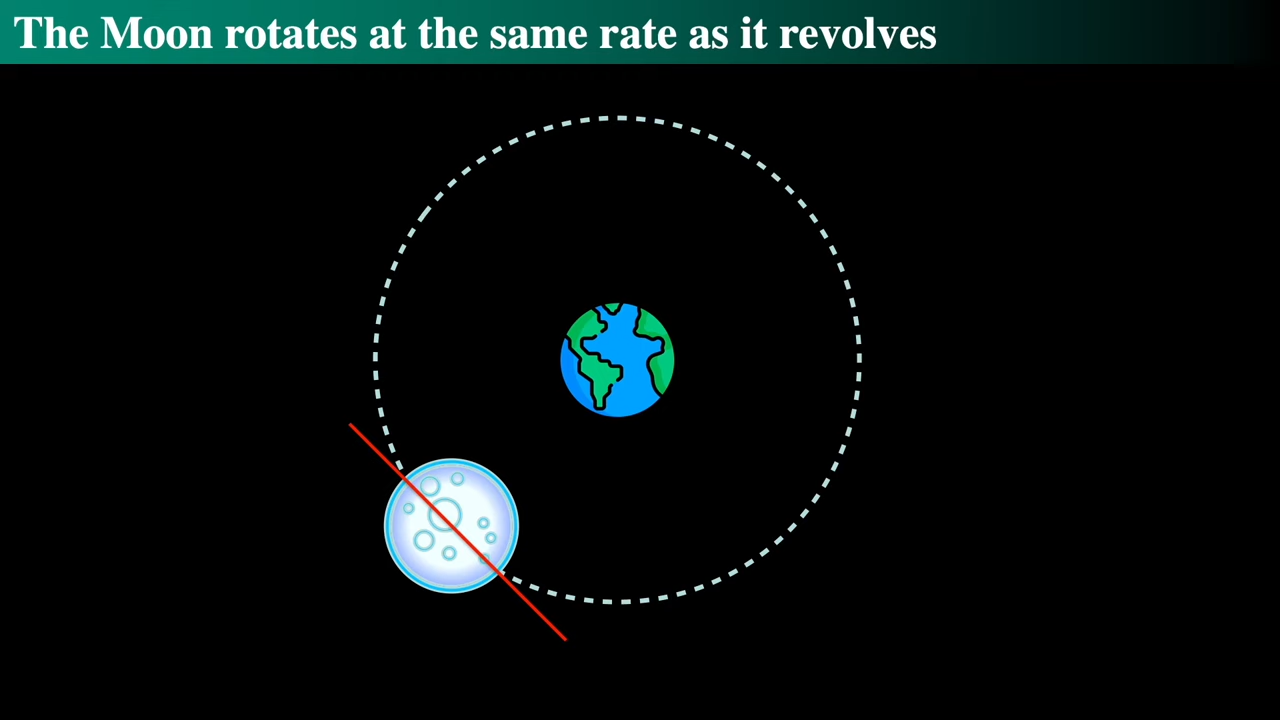 The Moon rotates at the same rate as it revolves